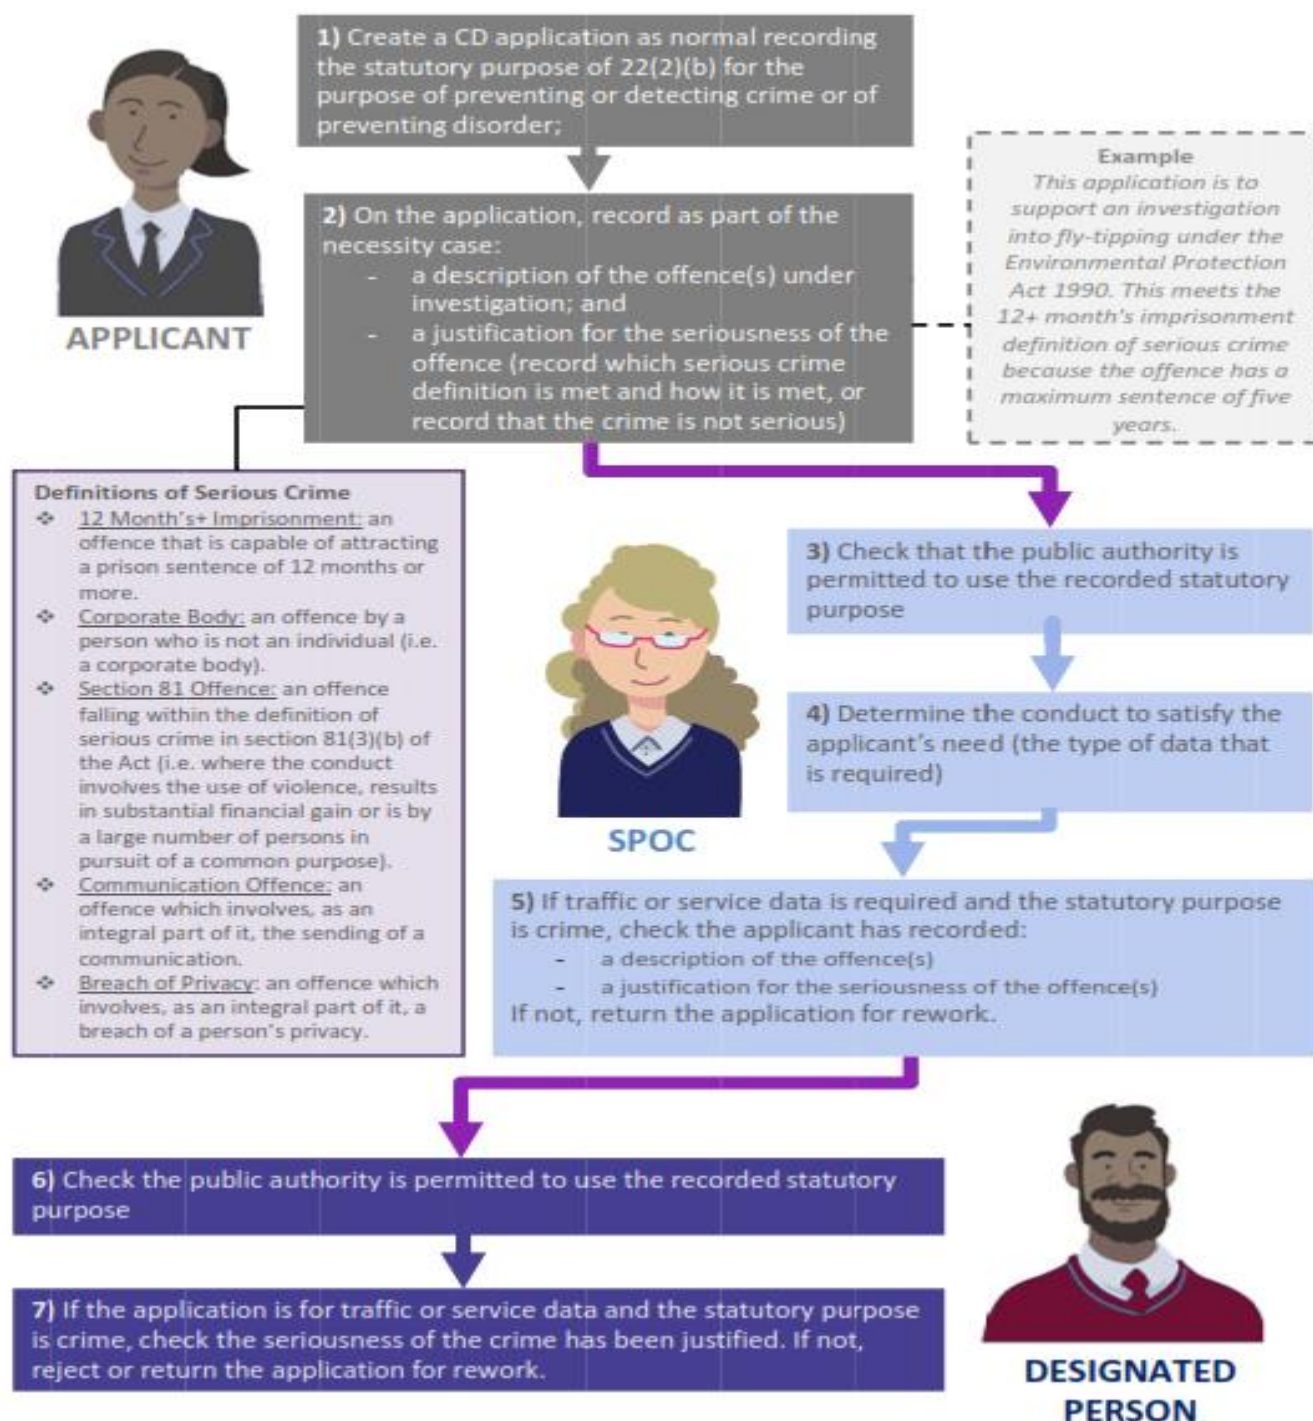 1) Create a CD application as normal recording
the statutory purpose of 22(2)(b) for the
purpose of preventing or detecting crime or of
preventing disorder;
APPLICANT
2) On the application, record as part of the
necessity case:
- a description of the offence(s) under
investigation; and
- a justification for the seriousness of the
offence (record which serious crime
definition is met and how it is met, or
record that the crime is not serious)
Example
This application is to
support an investigation
into fly-tipping under the
Environmental Protection
Act 1990. This meets the
12+ month's imprisonment
definition of serious crime
because the offence has a
maximum sentence of five
years.
Definitions of Serious Crime
❖ 12 Month's+ Imprisonment: an
offence that is capable of attracting
a prison sentence of 12 months or
more.
❖ Corporate Body: an offence by a
person who is not an individual (i.e.
a corporate body).
❖ Section 81 Offence: an offence
falling within the definition of
serious crime in section 81(3)(b) of
the Act (i.e. where the conduct
involves the use of violence, results
in substantial financial gain or is by
a large number of persons in
pursuit of a common purpose).
❖ Communication Offence: an
offence which involves, as an
integral part of it, the sending of a
communication.
❖ Breach of Privacy: an offence which
involves, as an integral part of it, a
breach of a person's privacy.
SPOC
3) Check that the public authority is
permitted to use the recorded statutory
purpose
4) Determine the conduct to satisfy the
applicant's need (the type of data that
is required)
5) If traffic or service data is required and the statutory purpose
is crime, check the applicant has recorded:
- a description of the offence(s)
- a justification for the seriousness of the offence(s)
If not, return the application for rework.
6) Check the public authority is permitted to use the recorded statutory
purpose
7) If the application is for traffic or service data and the statutory purpose
is crime, check the seriousness of the crime has been justified. If not,
reject or return the application for rework.
DESIGNATED
PERSON